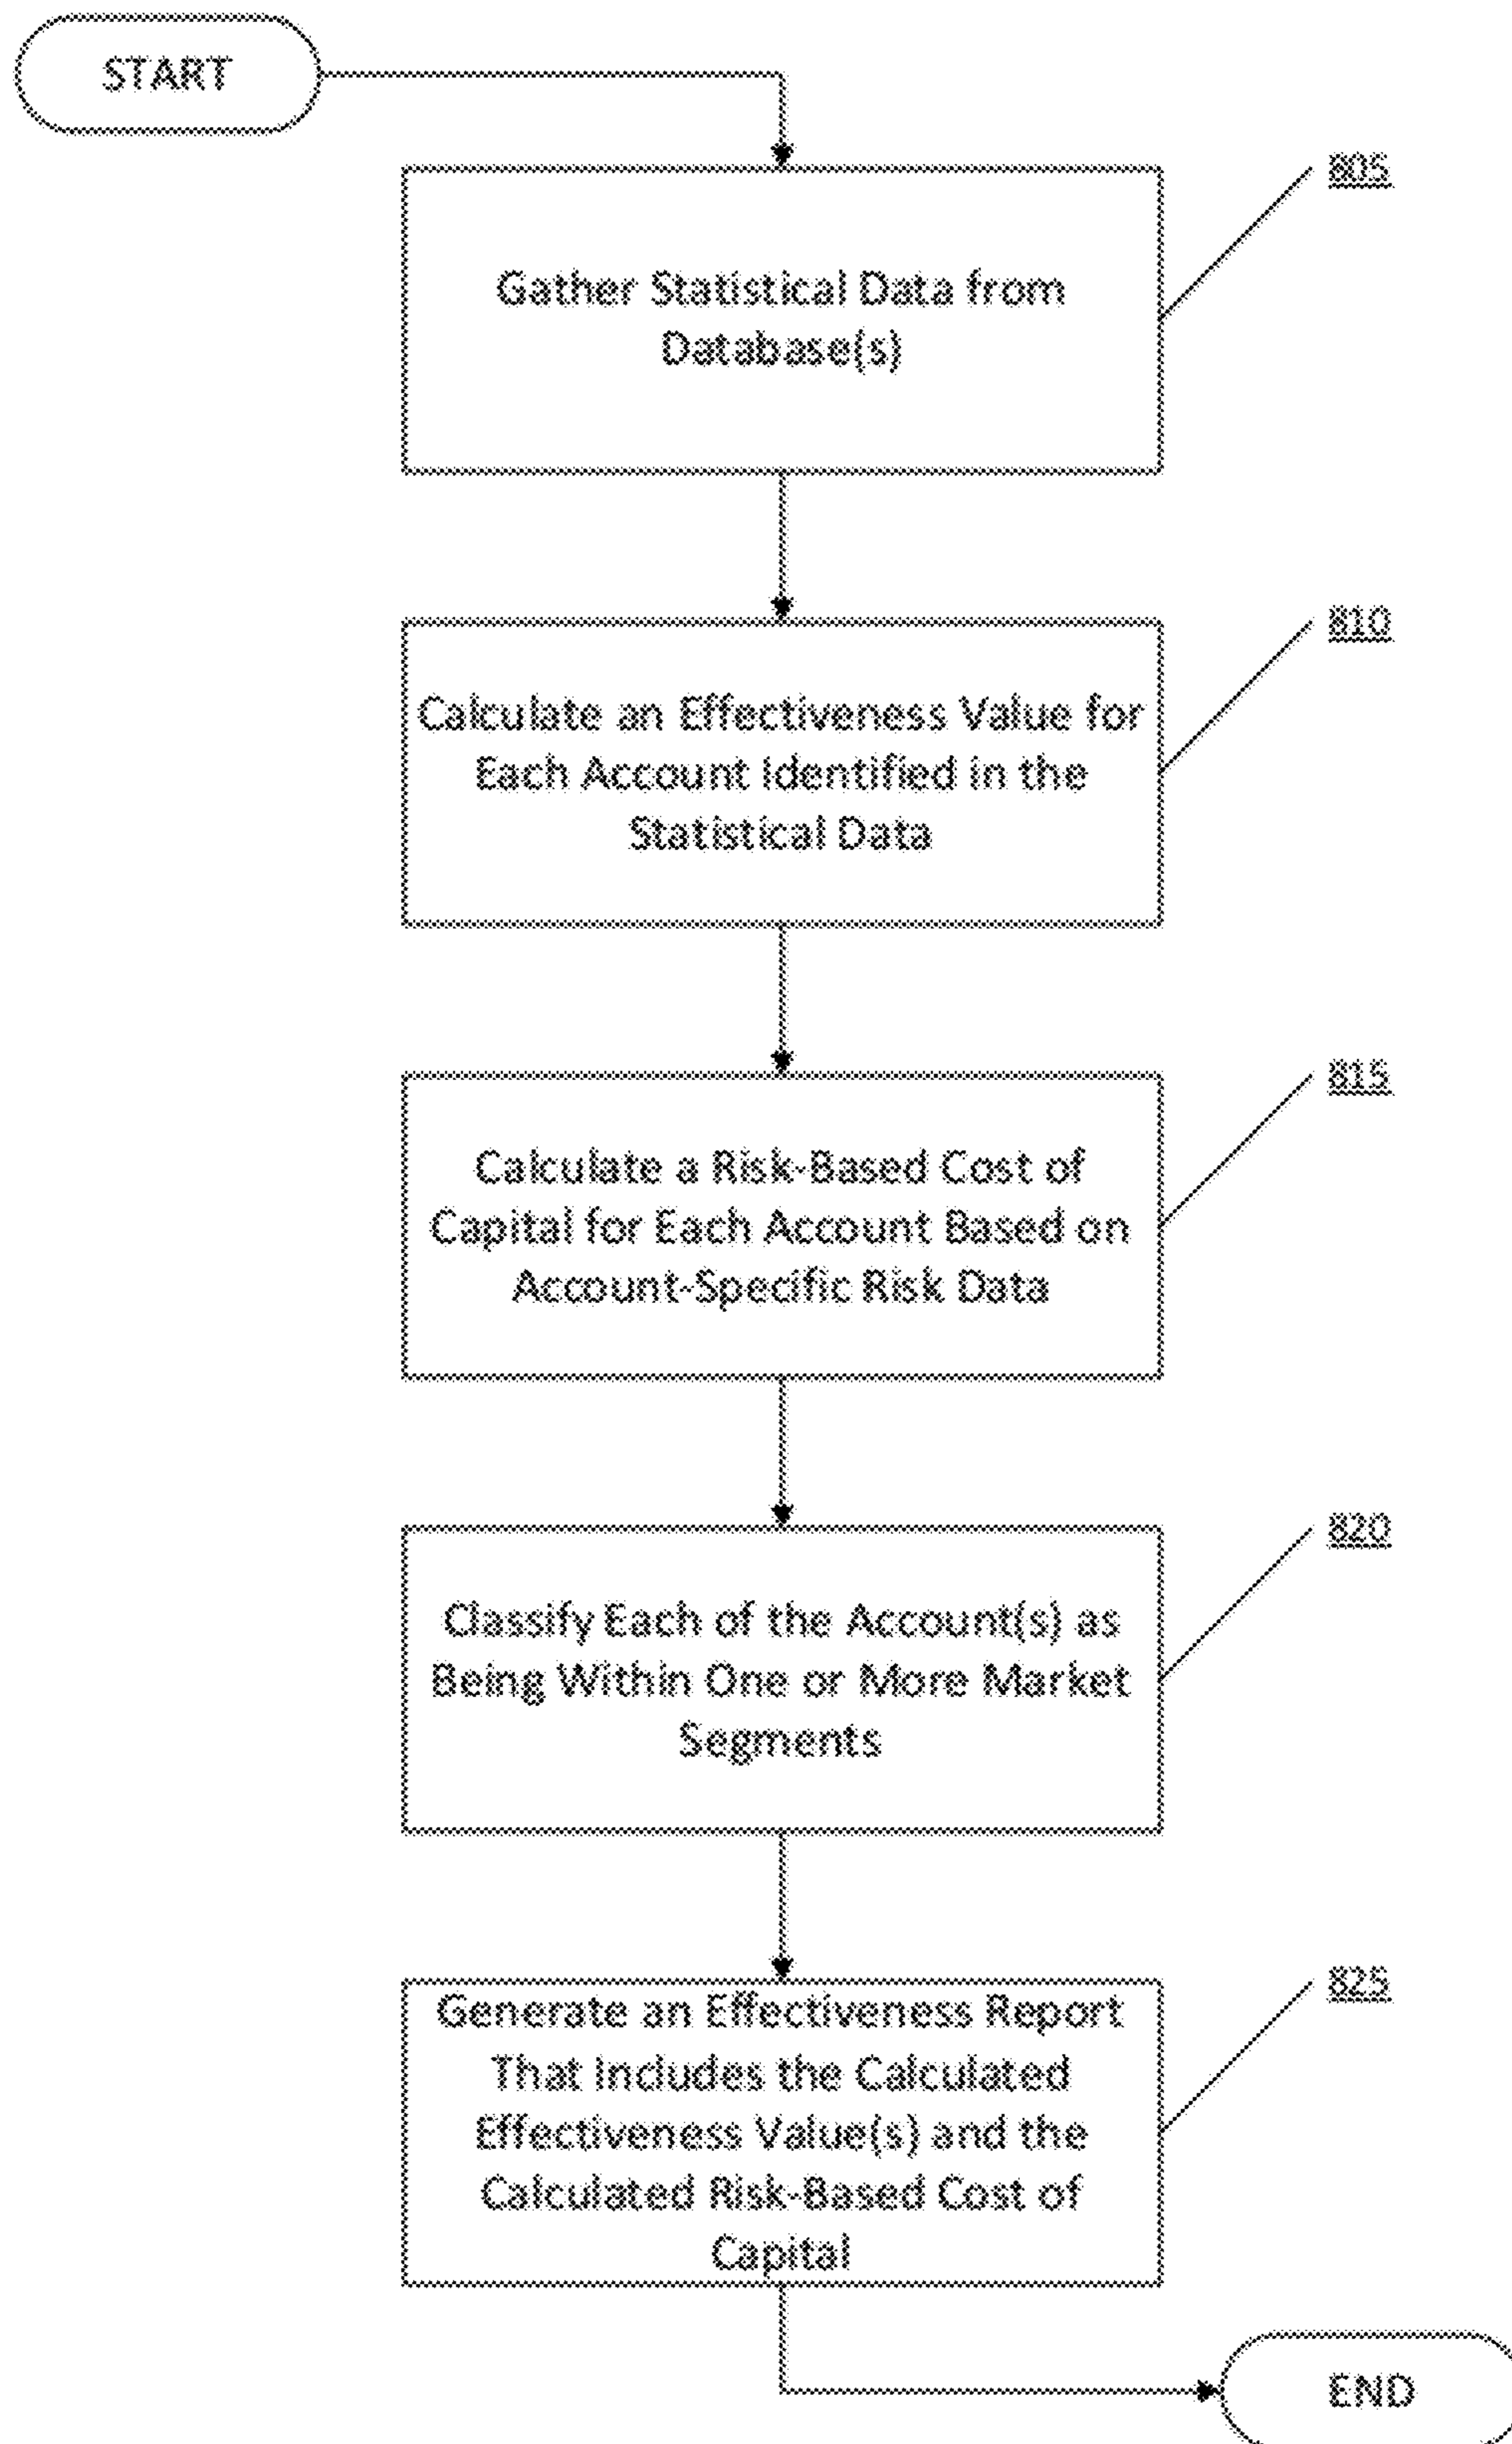 START
805
Gather Statistical Data from
Database(s)
810
Calculate an Effectiveness Value for
Each Account Identified in the
Statistical Data
815
Calculate a Risk-Based Cost of
Capital for Each Account Based on
Account-Specific Risk Data
820
Classify Each of the Account(s) as
Being Within One or More Market
Segments
825
Generate an Effectiveness Report
That Includes the Calculated
Effectiveness Value(s) and the
Calculated Risk-Based Cost of
Capital
END